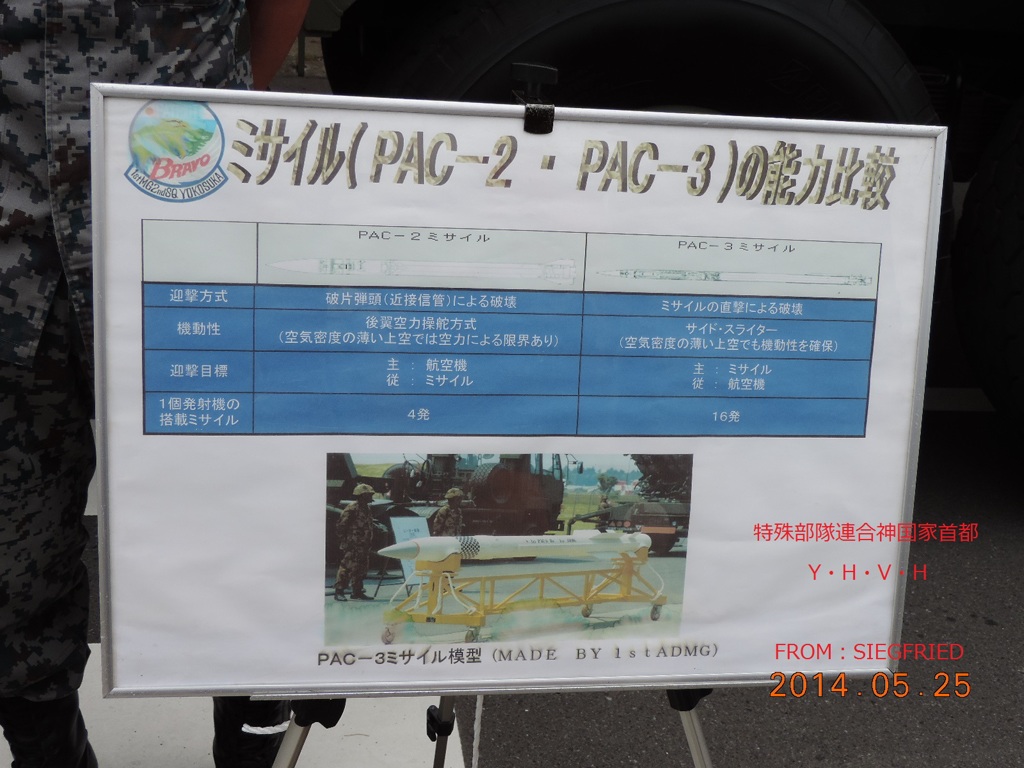 BRAVO
1stMG2ndSQ YOKOSUKA
ミサイル(PAC－2・PAC－3)の能力比較
PAC－2ミサイル
PAC－3ミサイル
迎撃方式
破片弾頭(近接信管)による破壊
ミサイルの直撃による破壊
機動性
後翼空力操舵方式
(空気密度の薄い上空では空力による限界あり)
サイド・スライター
(空気密度の薄い上空でも機動性を確保)
迎撃目標
主 : 航空機
従 : ミサイル
主 : ミサイル
従 : 航空機
1個発射機の
搭載ミサイル
4発
16発
PAC－3ミサイル模型 (MADE BY 1stADMG)
特殊部隊連合神国家首都
Y・H・V・H
FROM：SIEGFRIED
2014.05.25